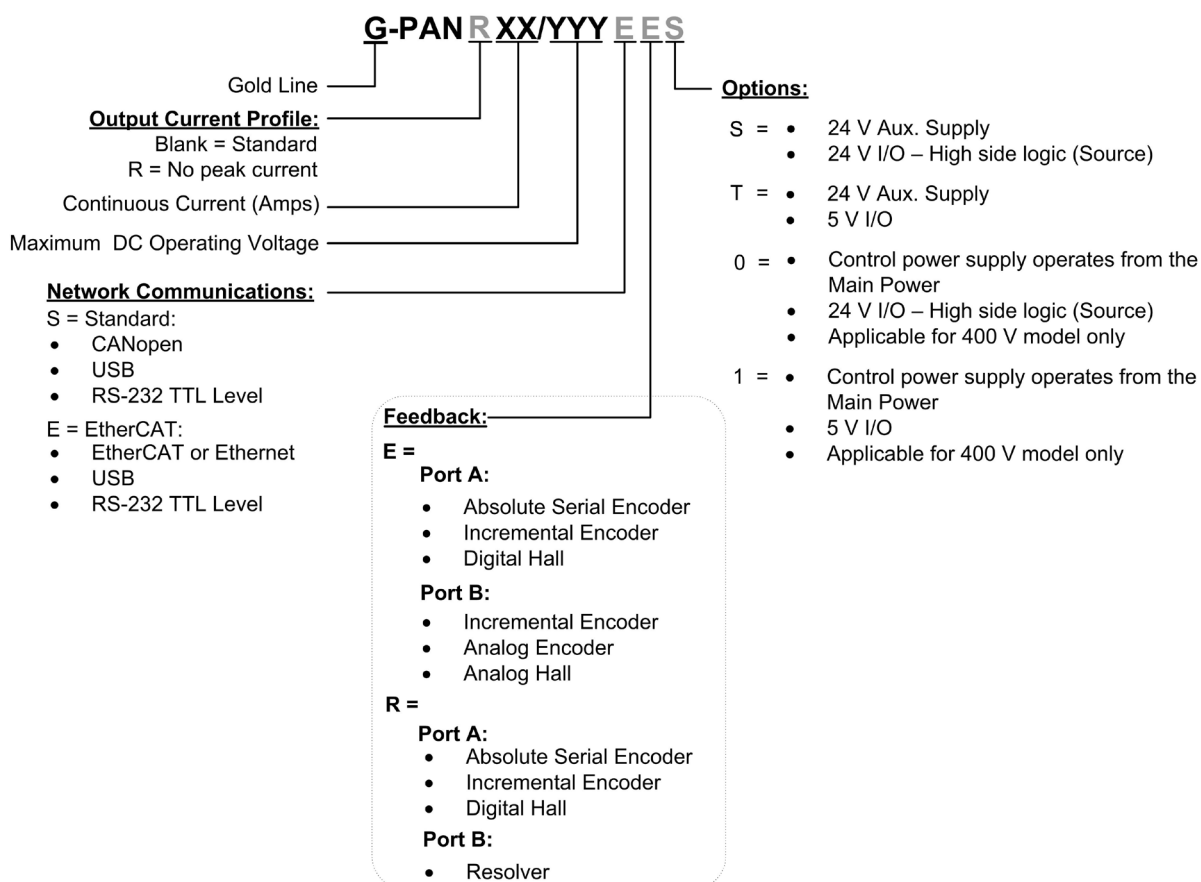 G-PAN R XX/YYY E E S
Gold Line
Output Current Profile:
Blank = Standard
R = No peak current
Continuous Current (Amps)
Maximum DC Operating Voltage
Network Communications:
S = Standard:
• CANopen
• USB
• RS-232 TTL Level
E = EtherCAT:
• EtherCAT or Ethernet
• USB
• RS-232 TTL Level
Feedback:
E =
Port A:
• Absolute Serial Encoder
• Incremental Encoder
• Digital Hall
Port B:
• Incremental Encoder
• Analog Encoder
• Analog Hall
R =
Port A:
• Absolute Serial Encoder
• Incremental Encoder
• Digital Hall
Port B:
• Resolver
Options:
S = • 24 V Aux. Supply
• 24 V I/O – High side logic (Source)
T = • 24 V Aux. Supply
• 5 V I/O
0 = • Control power supply operates from the
Main Power
• 24 V I/O – High side logic (Source)
• Applicable for 400 V model only
1 = • Control power supply operates from the
Main Power
• 5 V I/O
• Applicable for 400 V model only